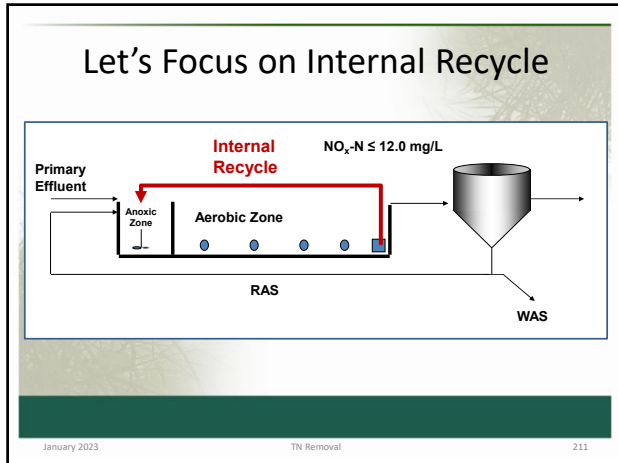 Let's Focus on Internal Recycle
Internal
Recycle
NOₓ-N ≤ 12.0 mg/L
Primary
Effluent
Anoxic
Zone
Aerobic Zone
RAS
WAS
January 2023
TN Removal
211